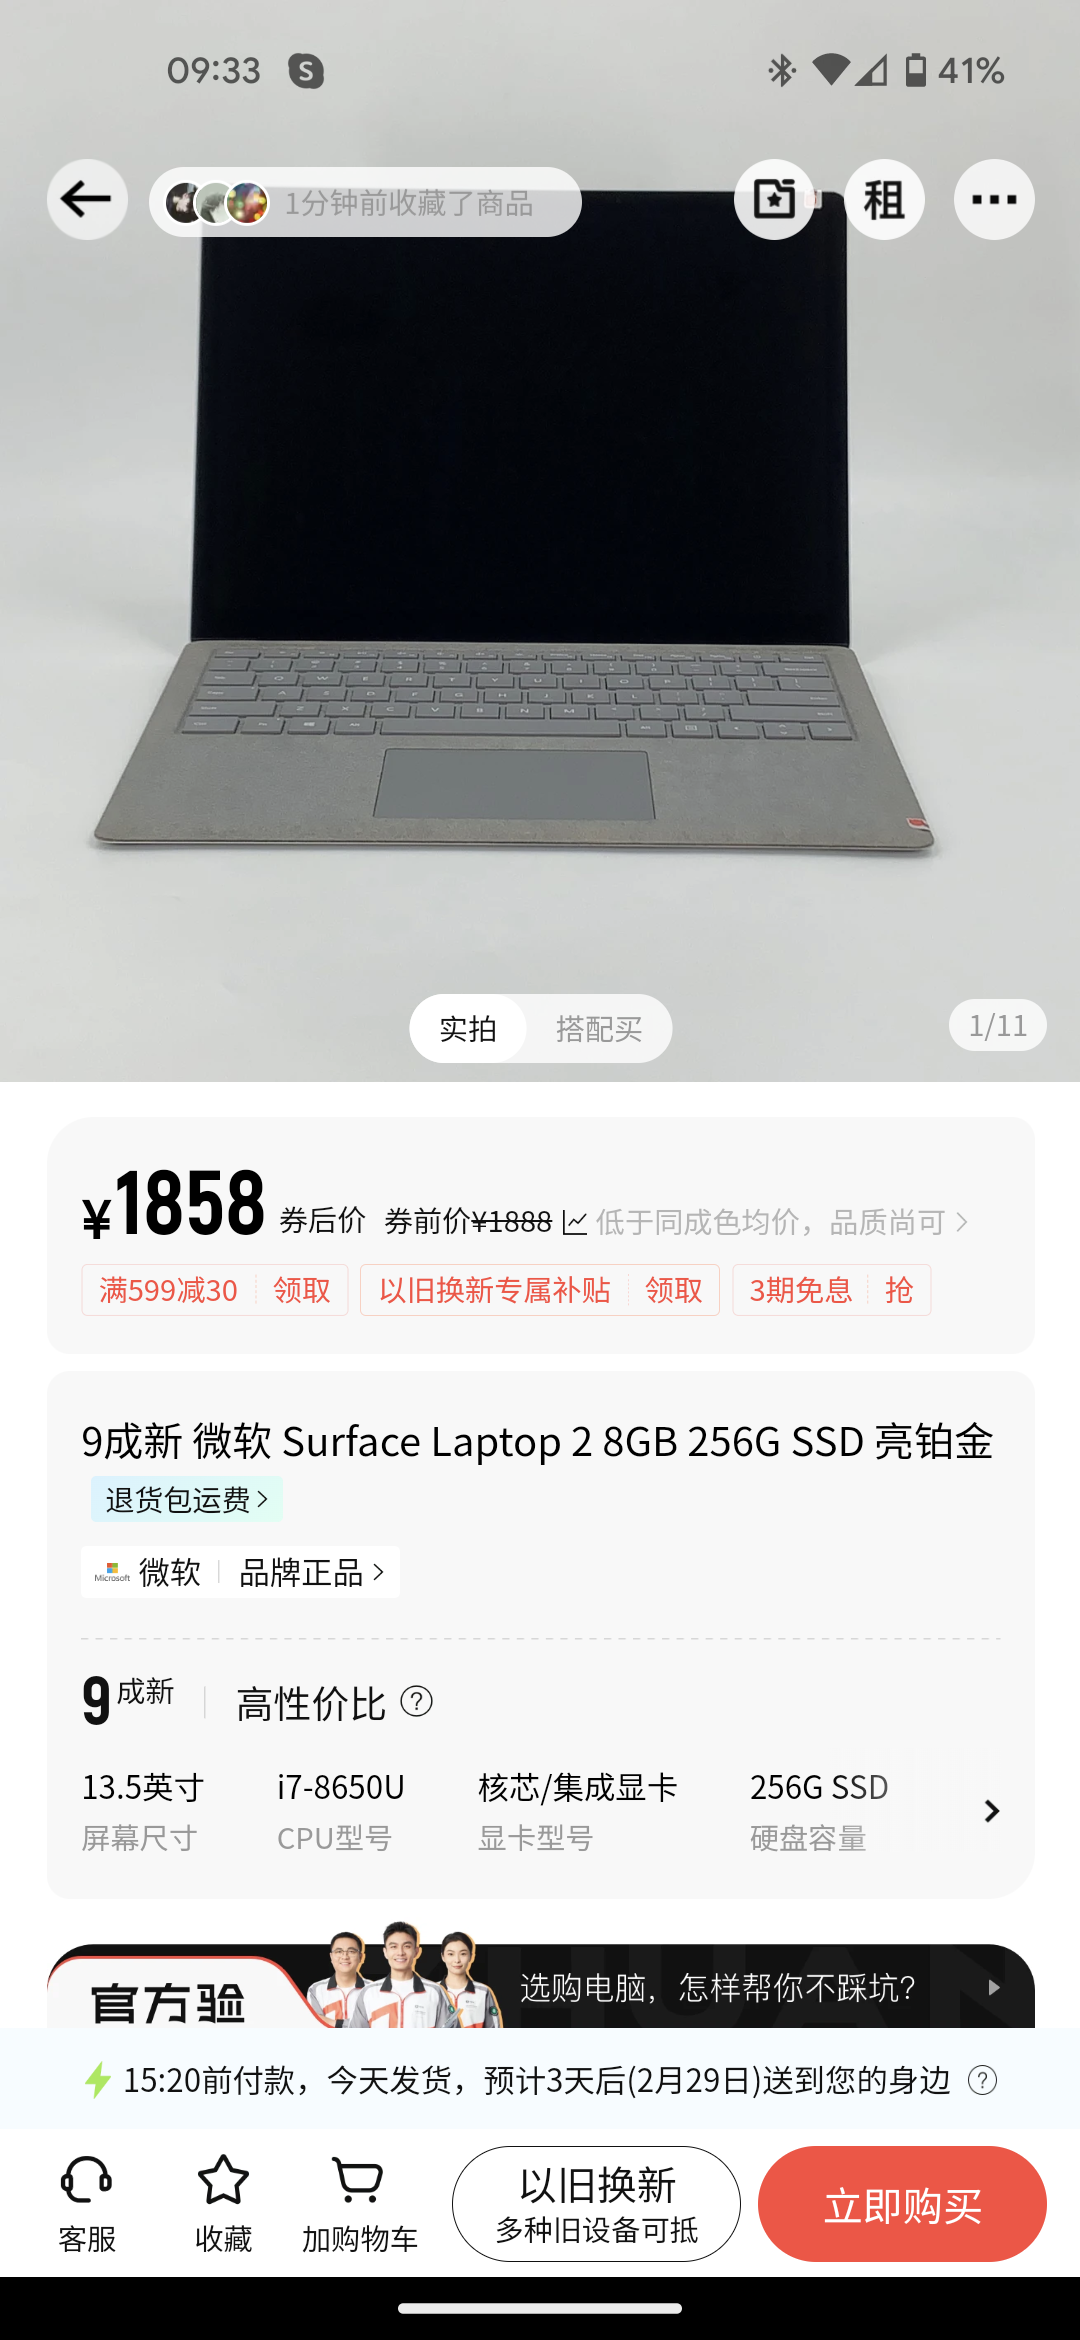 09:33
41%
1分钟前收藏了商品
租
实拍
搭配买
1/11
¥1858 券后价 券前价¥1888 低于同成色均价，品质尚可
满599减30 领取
以旧换新专属补贴 领取
3期免息 抢
9成新 微软 Surface Laptop 2 8GB 256G SSD 亮铂金
退货包运费
Microsoft 微软 品牌正品
9成新 高性价比
13.5英寸 i7-8650U 核芯/集成显卡 256G SSD
屏幕尺寸 CPU型号 显卡型号 硬盘容量
官方验 选购电脑，怎样帮你不踩坑？
15:20前付款，今天发货，预计3天后(2月29日)送到您的身边
客服
收藏
加购物车
以旧换新
多种旧设备可抵
立即购买